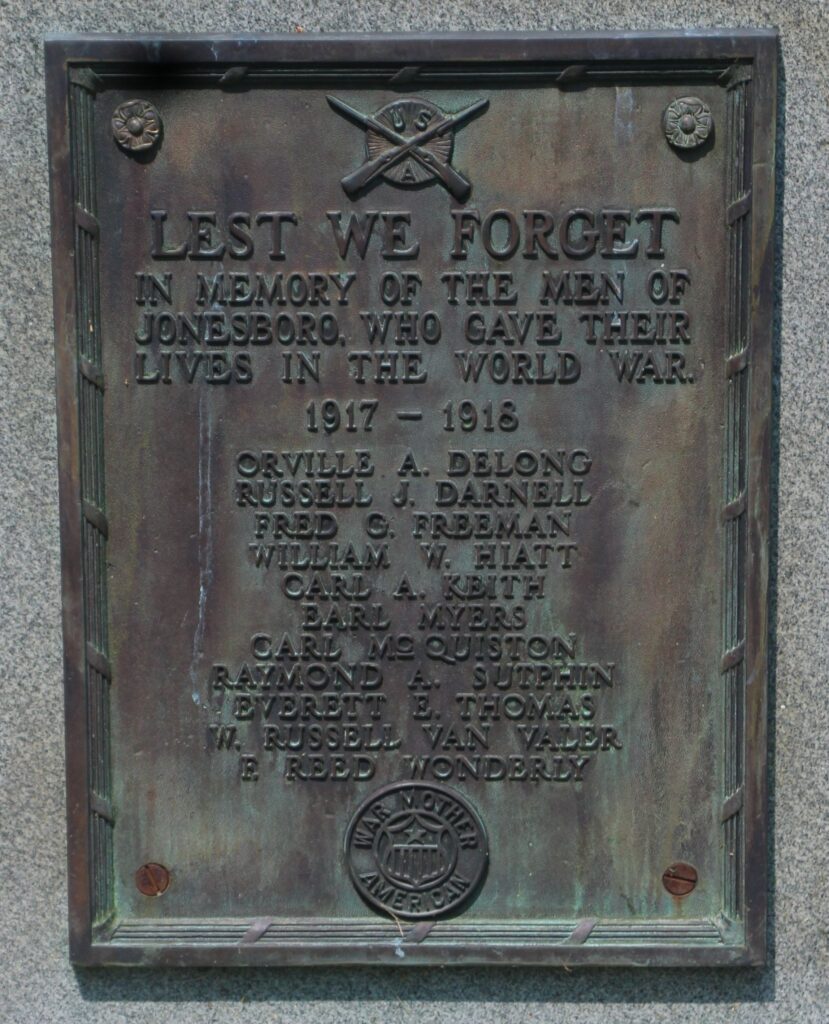 U S
A
LEST WE FORGET
IN MEMORY OF THE MEN OF
JONESBORO, WHO GAVE THEIR
LIVES IN THE WORLD WAR.
1917 – 1918
ORVILLE A. DELONG
RUSSELL J. DARNELL
FRED G. FREEMAN
WILLIAM W. HIATT
CARL A. KEITH
EARL MYERS
CARL McQUISTON
RAYMOND A. SUTPHIN
EVERETT E. THOMAS
W. RUSSELL VAN VALER
F. REED WONDERLY
WAR MOTHER
AMERICAN